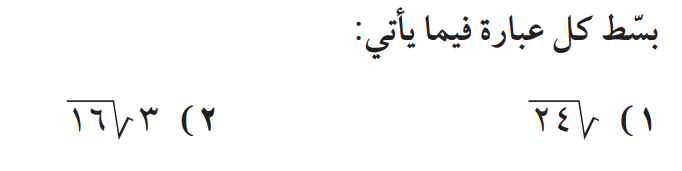 بسّط كل عبارة فيما يأتي:
١) √٢٤ ٢) ٣√١٦